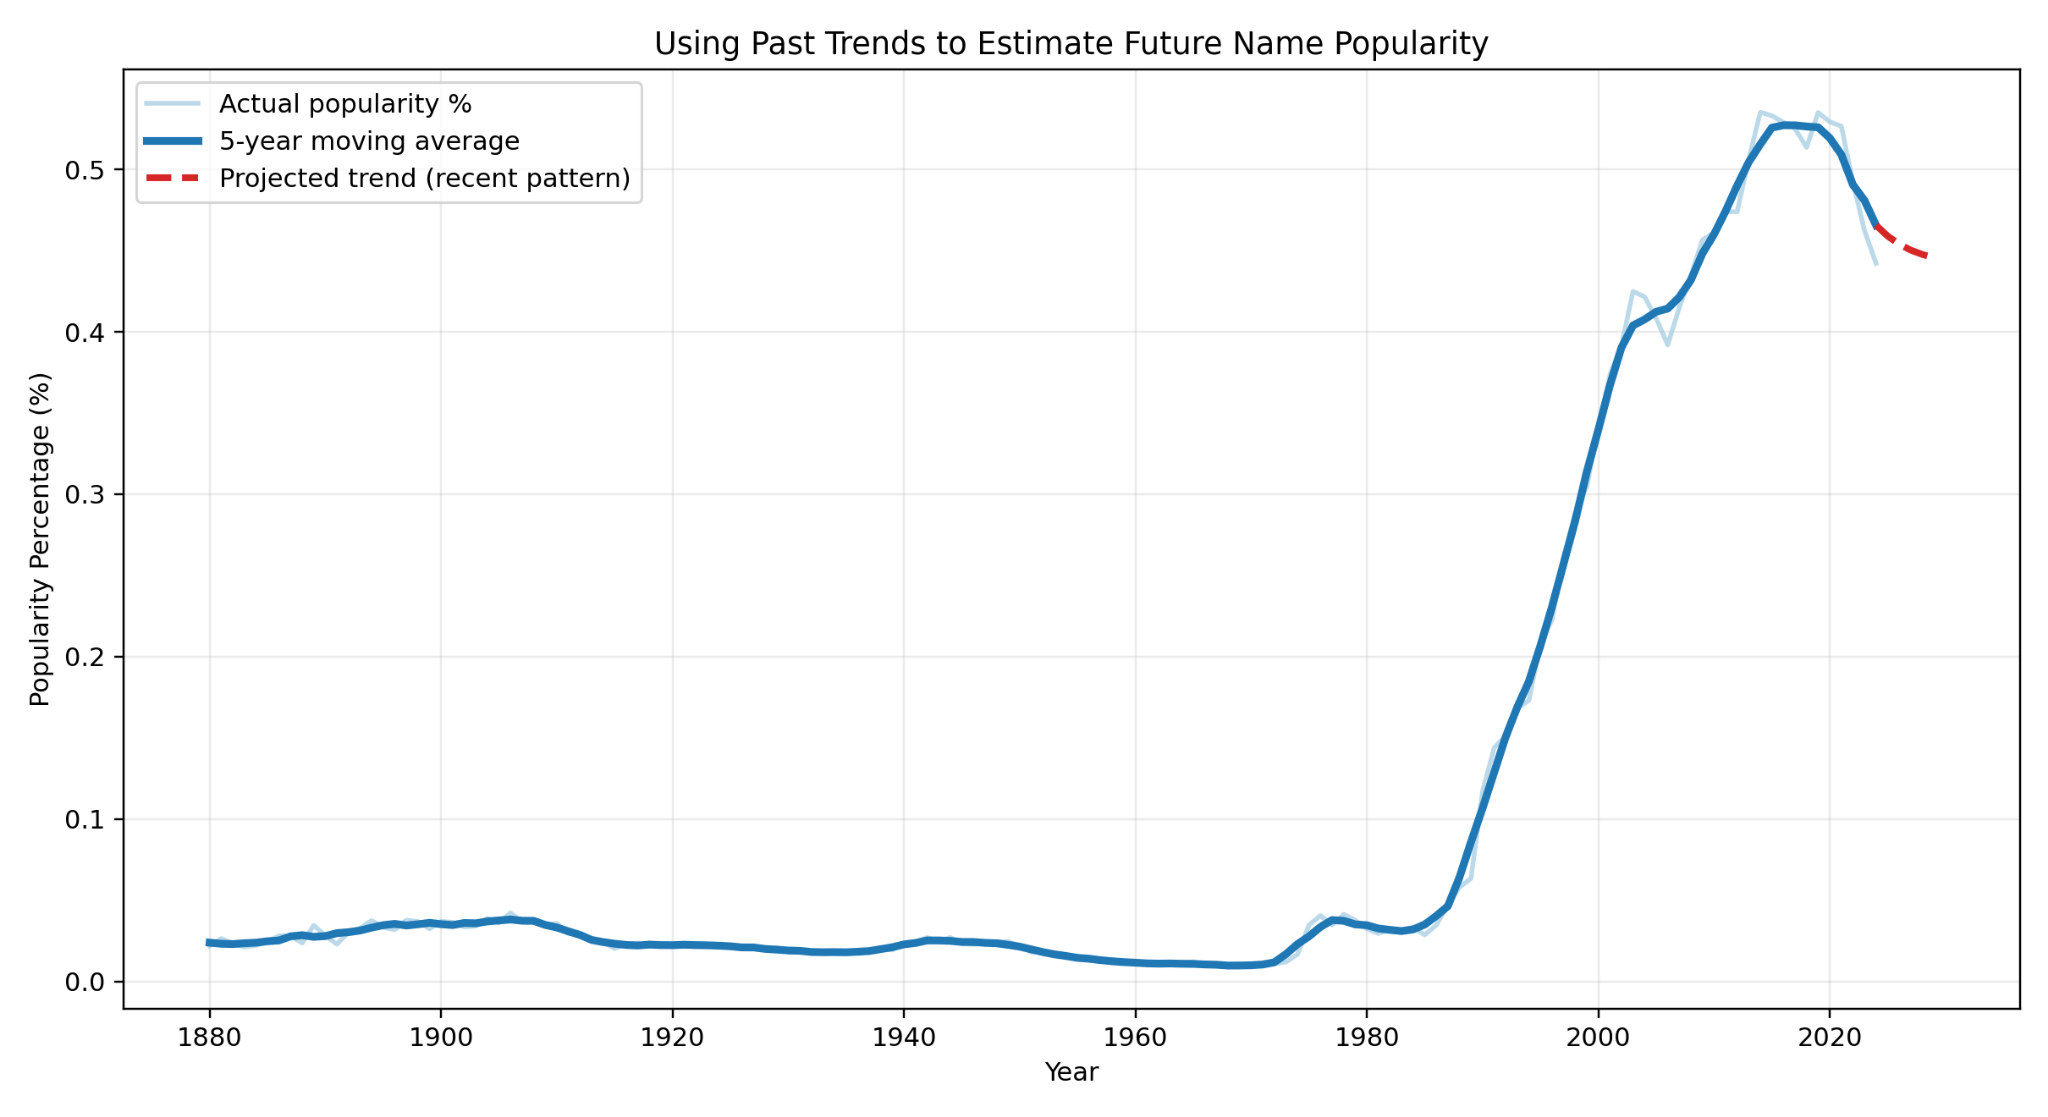 Using Past Trends to Estimate Future Name Popularity
Actual popularity %
5-year moving average
Projected trend (recent pattern)
Popularity Percentage (%)
0.5
0.4
0.3
0.2
0.1
0.0
1880 1900 1920 1940 1960 1980 2000 2020
Year